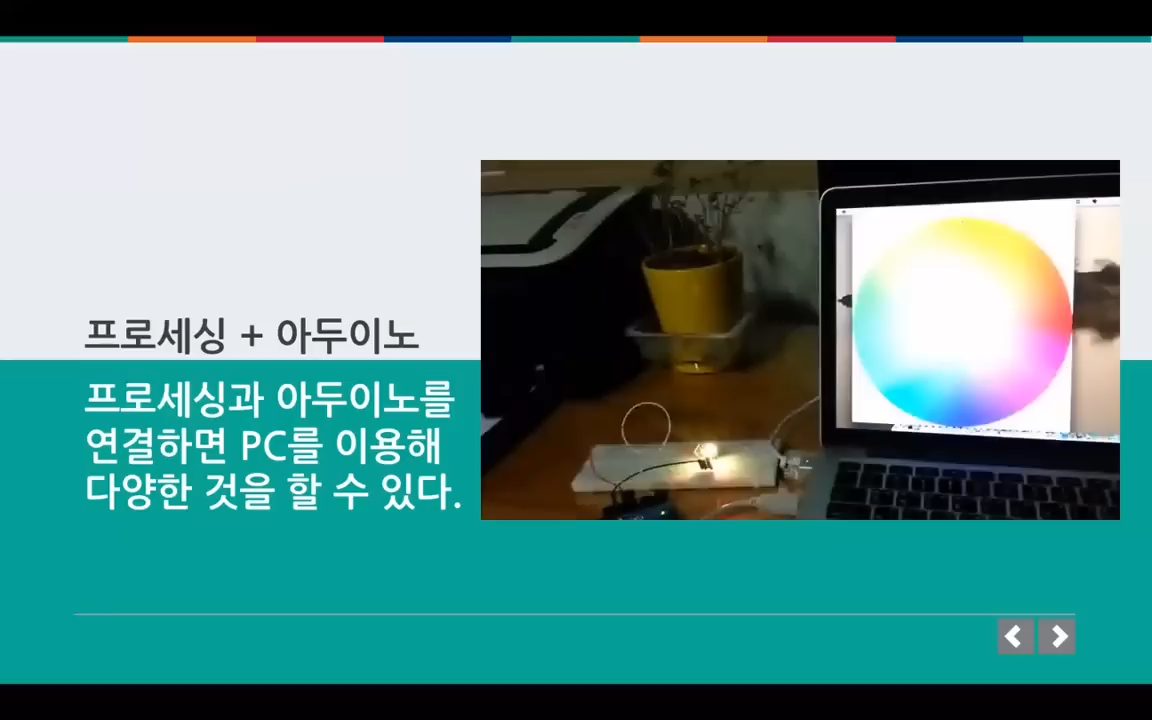 프로세싱 + 아두이노
프로세싱과 아두이노를
연결하면 PC를 이용해
다양한 것을 할 수 있다.